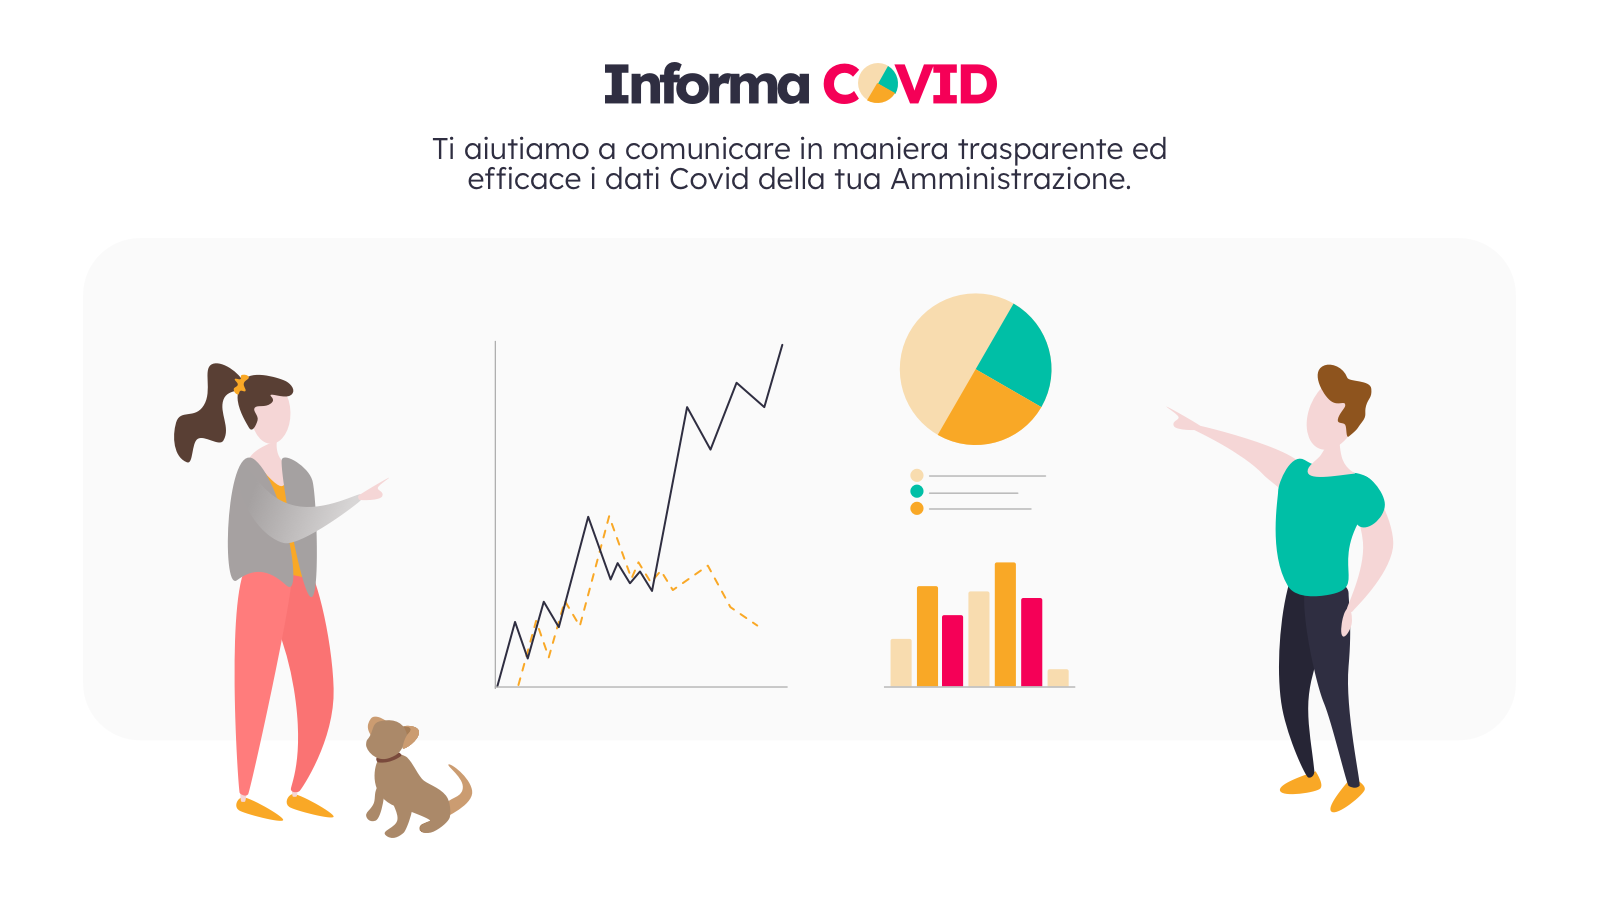 Informa COVID
Ti aiutiamo a comunicare in maniera trasparente ed
efficace i dati Covid della tua Amministrazione.